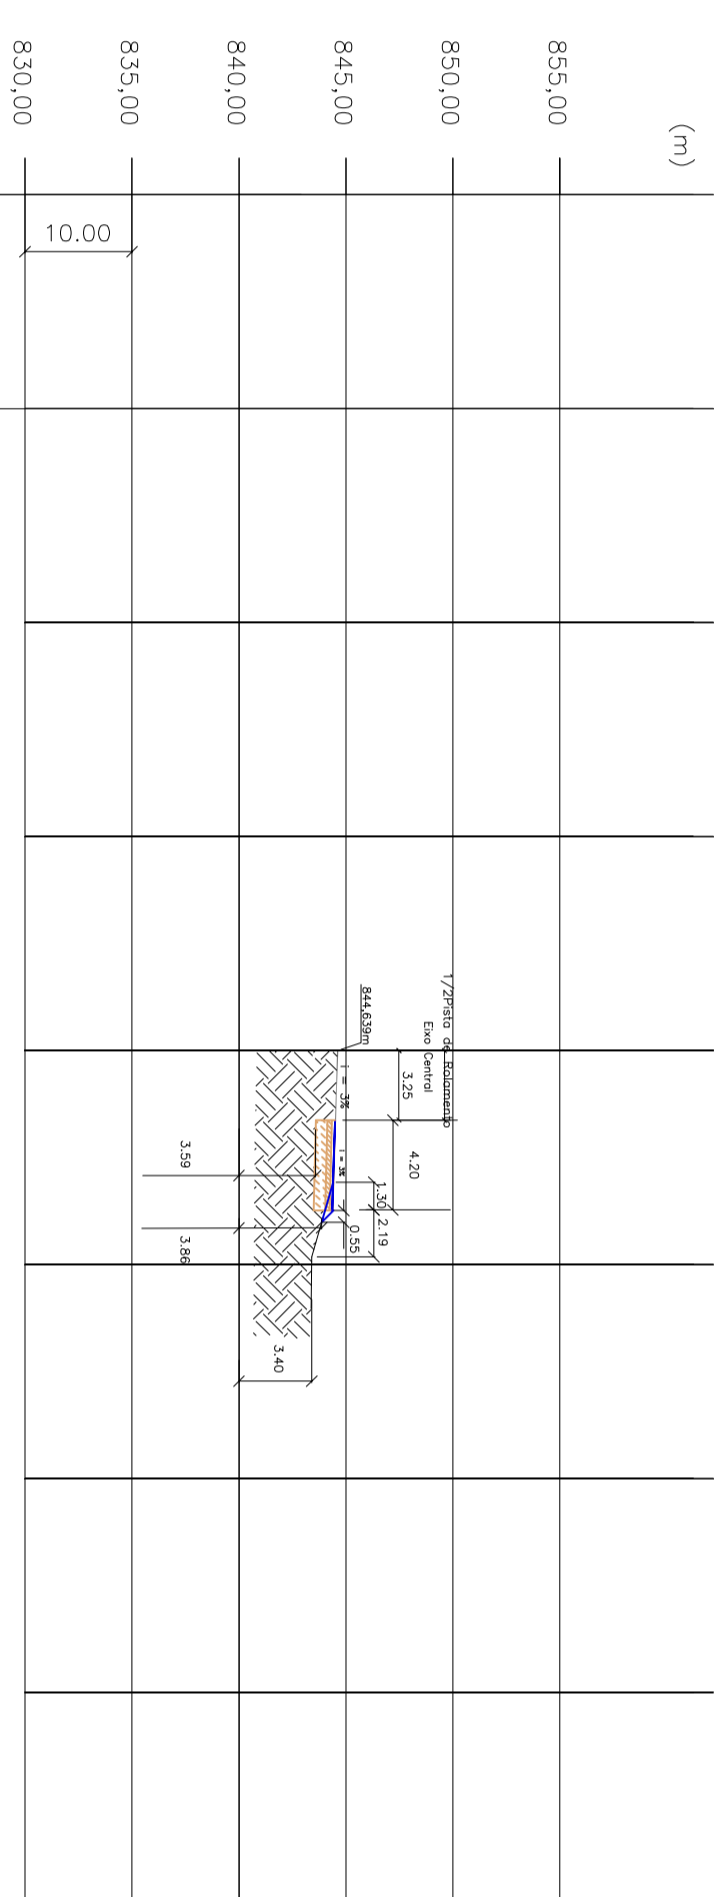 (m)
855,00
850,00
845,00
840,00
835,00
830,00
10.00
1/2Pista de Rolamento
Eixo Central
844,639m
3.25
4.20
i = 3%
i = 3%
1.30
2.19
0.55
3.59
3.86
3.40